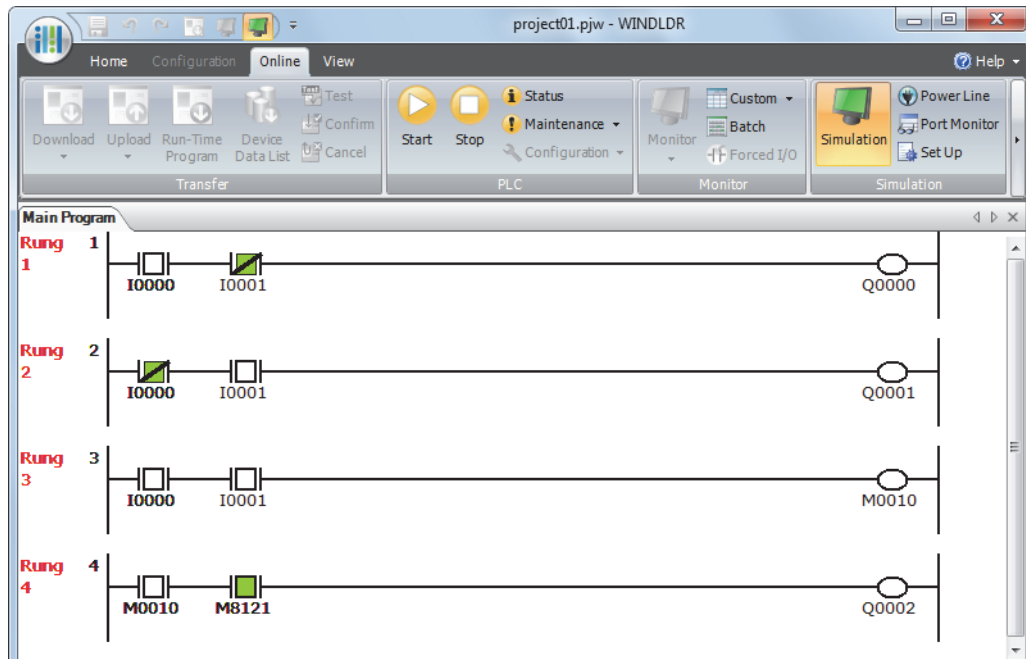 project01.pjw - WINDLDR
Home Configuration Online View Help
Download Upload Run-Time Program Device Data List Test Confirm Cancel
Start Stop Status Maintenance Configuration
Monitor Custom Batch Forced I/O
Simulation Power Line Port Monitor Set Up
Transfer PLC Monitor Simulation
Main Program
Rung 1
1
I0000 I0001 Q0000
Rung 2
2
I0000 I0001 Q0001
Rung 3
3
I0000 I0001 M0010
Rung 4
4
M0010 M8121 Q0002